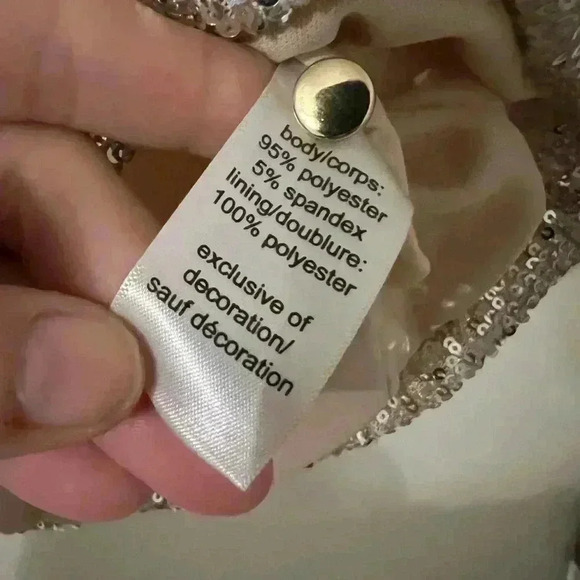 body/corps:
95% polyester
5% spandex
lining/doublure:
100% polyester
exclusive of
decoration/
sauf décoration